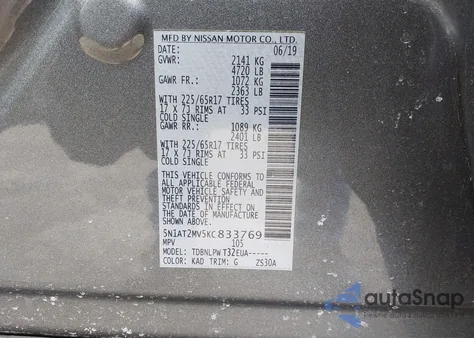 MFD BY NISSAN MOTOR CO., LTD.
DATE: 06/19
GVWR: 2141 KG
4720 LB
GAWR FR.: 1072 KG
2363 LB
WITH 225/65R17 TIRES
17 X 7J RIMS AT 33 PSI
COLD SINGLE
GAWR RR.: 1089 KG
2401 LB
WITH 225/65R17 TIRES
17 X 7J RIMS AT 33 PSI
COLD SINGLE
THIS VEHICLE CONFORMS TO
ALL APPLICABLE FEDERAL
MOTOR VEHICLE SAFETY AND
THEFT PREVENTION
STANDARDS IN EFFECT ON
THE DATE OF MANUFACTURE
SHOWN ABOVE.
5N1AT2MV5KC833769
MPV 105
MODEL: TDBNLPW T32EUA-----
COLOR: KAD TRIM: G ZS30A
autoSnap